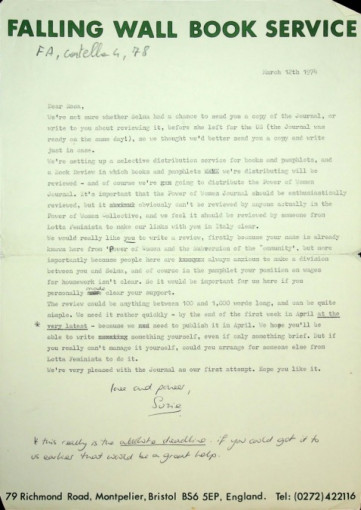 FALLING WALL BOOK SERVICE
FA, cartella 4, 78
March 12th 1974
Dear
We're not sure whether Selma had a chance to send you a copy of the Journal, or
write to you about reviewing it, before she left for the US (the Journal was
ready on the same day!), so we thought we'd better send you a copy and write
just in case.
We're setting up a selective distribution service for books and pamphlets, and
a Book Review in which books and pamphlets we're distributing will be
reviewed - and of course we're going to distribute the Power of Women
Journal. It's important that the Power of Women Journal should be enthusiastically
reviewed, but it obviously can't be reviewed by anyone actually in the
Power of Women Collective, and we feel it should be reviewed by someone from
Lotta Feminista to make our links with you in Italy clear.
We would really like you to write a review, firstly because your name is already
known here from 'Power of Women and the Subversion of the Community', but more
importantly because people here are always anxious to make a division
between you and Selma, and of course in the pamphlet your position on wages
for housework isn't clear. So it would be important for us here if you
personally made clear your support.
The review could be anything between 400 and 1,000 words long, and can be quite
simple. We need it rather quickly - by the end of the first week in April at the
* very latest - because we need to publish it in April. We hope you'll be
able to write something yourself, even if only something brief. But if
you really can't manage it yourself, could you arrange for someone else from
Lotta Feminista to do it.
We're very pleased with the Journal as our first attempt. Hope you like it.
love and power,
Suzie
* this really is the absolute deadline. if you could get it to
us earlier that would be a great help.
79 Richmond Road, Montpelier, Bristol BS6 5EP, England. Tel: (0272) 422116